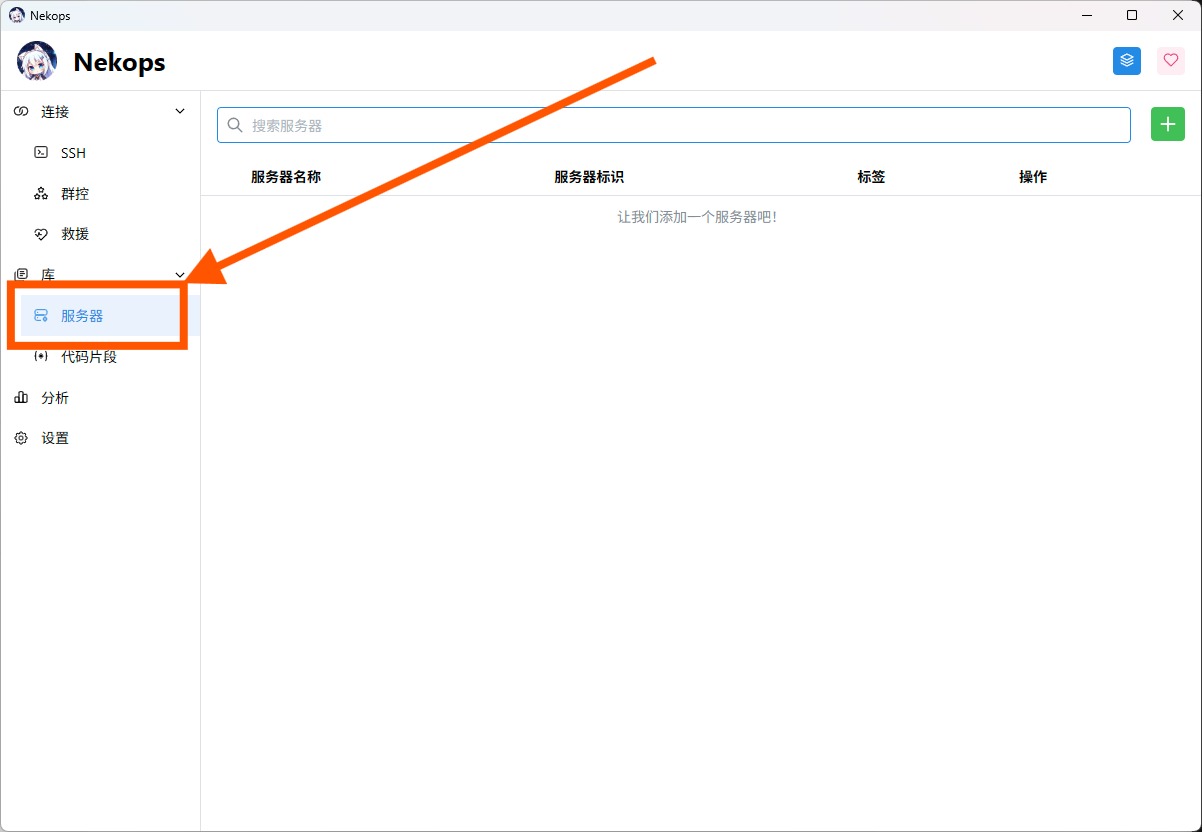 Nekops
Nekops
连接
SSH
群控
救援
库
服务器
代码片段
分析
设置
搜索服务器
服务器名称 服务器标识 标签 操作
让我们添加一个服务器吧！